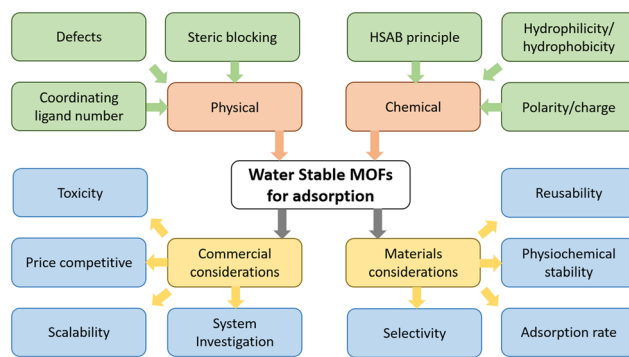 Defects
Steric blocking
HSAB principle
Hydrophilicity/
hydrophobicity
Coordinating
ligand number
Physical
Chemical
Polarity/charge
Water Stable MOFs
for adsorption
Toxicity
Reusability
Price competitive
Commercial
considerations
Materials
considerations
Physiochemical
stability
Scalability
System
Investigation
Selectivity
Adsorption rate